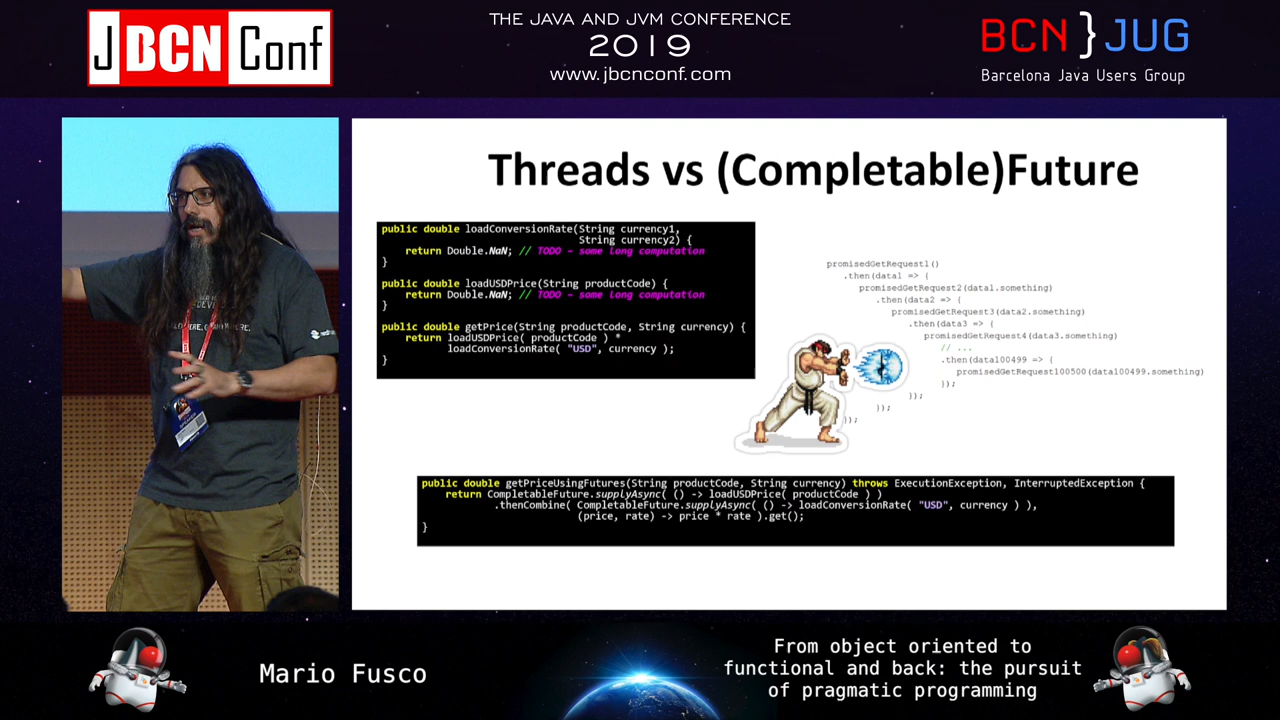 J BCN Conf
THE JAVA AND JVM CONFERENCE
2019
www.jbcnconf.com
BCN } JUG
Barcelona Java Users Group
Threads vs (Completable)Future
public double loadConversionRate(String currency1,
String currency2) {
return Double.NaN; // TODO - some long computation
}
public double loadUSDPrice(String productCode) {
return Double.NaN; // TODO - some long computation
}
public double getPrice(String productCode, String currency) {
return loadUSDPrice( productCode ) *
loadConversionRate( "USD", currency );
}
promisedGetRequest1()
.then(data1 => {
promisedGetRequest2(data1.something)
.then(data2 => {
promisedGetRequest3(data2.something)
.then(data3 => {
promisedGetRequest4(data3.something)
// ...
.then(data100499 => {
promisedGetRequest100500(data100499.something)
});
});
});
});
public double getPriceUsingFutures(String productCode, String currency) throws ExecutionException, InterruptedException {
return CompletableFuture.supplyAsync( () -> loadUSDPrice( productCode ) )
.thenCombine( CompletableFuture.supplyAsync( () -> loadConversionRate( "USD", currency ) ),
(price, rate) -> price * rate ).get();
}
Mario Fusco
From object oriented to
functional and back: the pursuit
of pragmatic programming